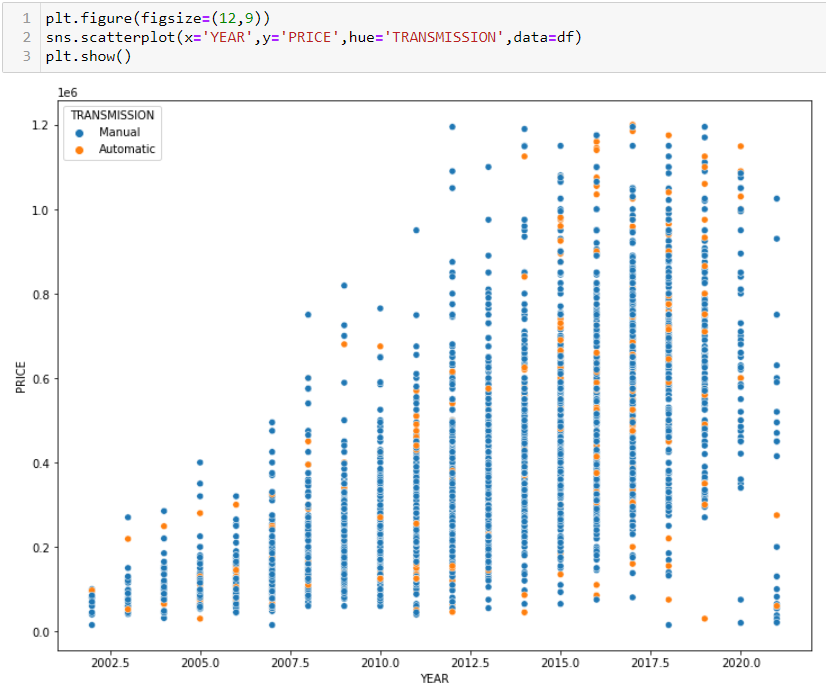 1 plt.figure(figsize=(12,9))
2 sns.scatterplot(x='YEAR',y='PRICE',hue='TRANSMISSION',data=df)
3 plt.show()
1e6
TRANSMISSION
Manual
Automatic
1.2
1.0
0.8
0.6
0.4
0.2
0.0
PRICE
2002.5 2005.0 2007.5 2010.0 2012.5 2015.0 2017.5 2020.0
YEAR